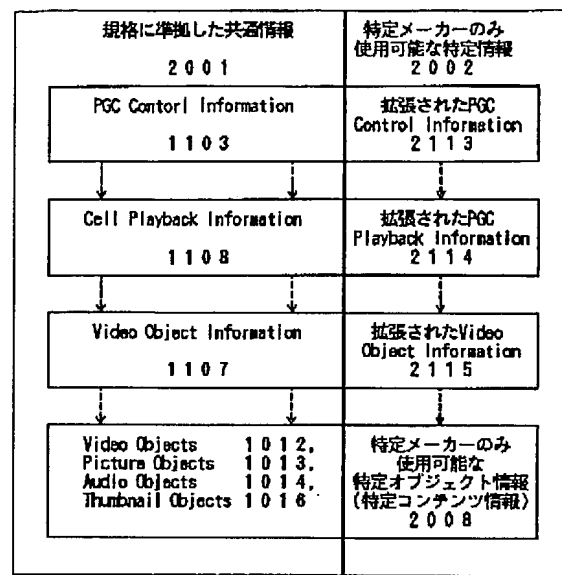 規格に準拠した共通情報
2001
特定メーカーのみ
使用可能な特定情報
2002
PGC Contorl Information
1103
拡張されたPGC
Control Information
2113
Cell Playback Information
1108
拡張されたPGC
Playback Information
2114
Video Object Information
1107
拡張されたVideo
Object Information
2115
Video Objects 1012,
Picture Objects 1013,
Audio Objects 1014,
Thumbnail Objects 1016
特定メーカーのみ
使用可能な
特定オブジェクト情報
(特定コンテンツ情報)
2008